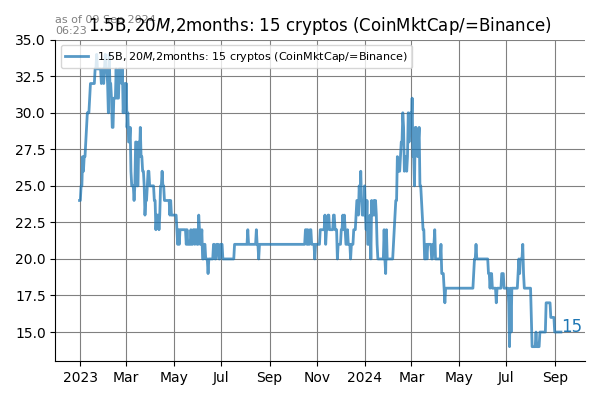 as of 09 Sep 2024
06:23
1.5B, 20M,2months: 15 cryptos (CoinMktCap/=Binance)
1.5B, 20M,2months: 15 cryptos (CoinMktCap/=Binance)
35.0
32.5
30.0
27.5
25.0
22.5
20.0
17.5
15.0
15
2023 Mar May Jul Sep Nov 2024 Mar May Jul Sep